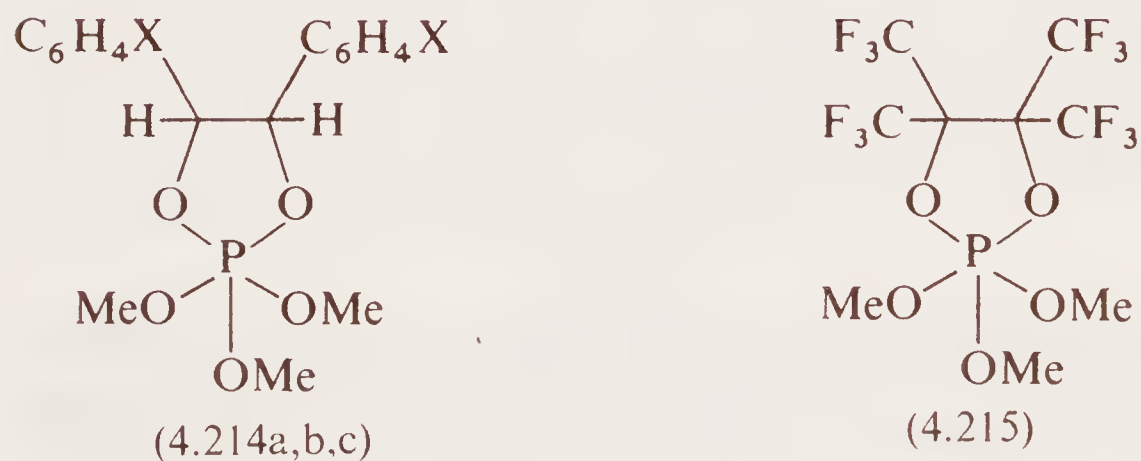 C₆H₄X C₆H₄X
H H
O O
P
MeO OMe
OMe
(4.214a,b,c)
F₃C CF₃
F₃C CF₃
O O
P
MeO OMe
OMe
(4.215)